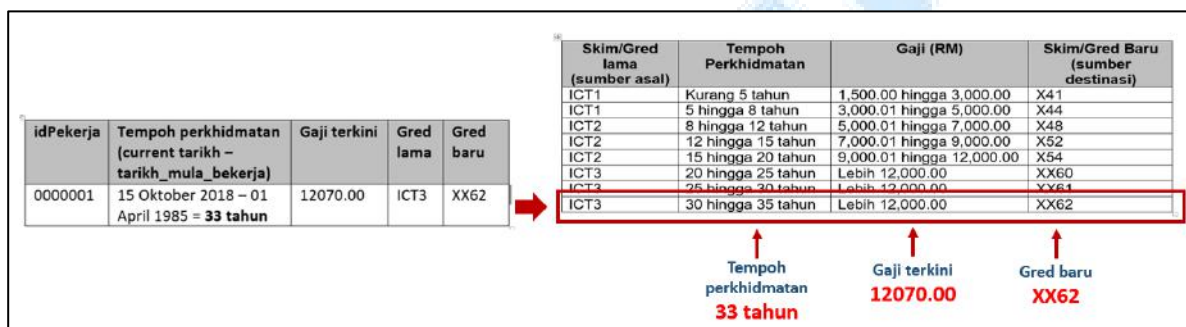 idPekerja Tempoh perkhidmatan (current tarikh – tarikh_mula_bekerja) Gaji terkini Gred lama Gred baru
0000001 15 Oktober 2018 – 01 April 1985 = 33 tahun 12070.00 ICT3 XX62
Skim/Gred lama (sumber asal) Tempoh Perkhidmatan Gaji (RM) Skim/Gred Baru (sumber destinasi)
ICT1 Kurang 5 tahun 1,500.00 hingga 3,000.00 X41
ICT1 5 hingga 8 tahun 3,000.01 hingga 5,000.00 X44
ICT2 8 hingga 12 tahun 5,000.01 hingga 7,000.00 X48
ICT2 12 hingga 15 tahun 7,000.01 hingga 9,000.00 X52
ICT2 15 hingga 20 tahun 9,000.01 hingga 12,000.00 X54
ICT3 20 hingga 25 tahun Lebih 12,000.00 XX60
ICT3 25 hingga 30 tahun Lebih 12,000.00 XX61
ICT3 30 hingga 35 tahun Lebih 12,000.00 XX62
Tempoh perkhidmatan
33 tahun
Gaji terkini
12070.00
Gred baru
XX62